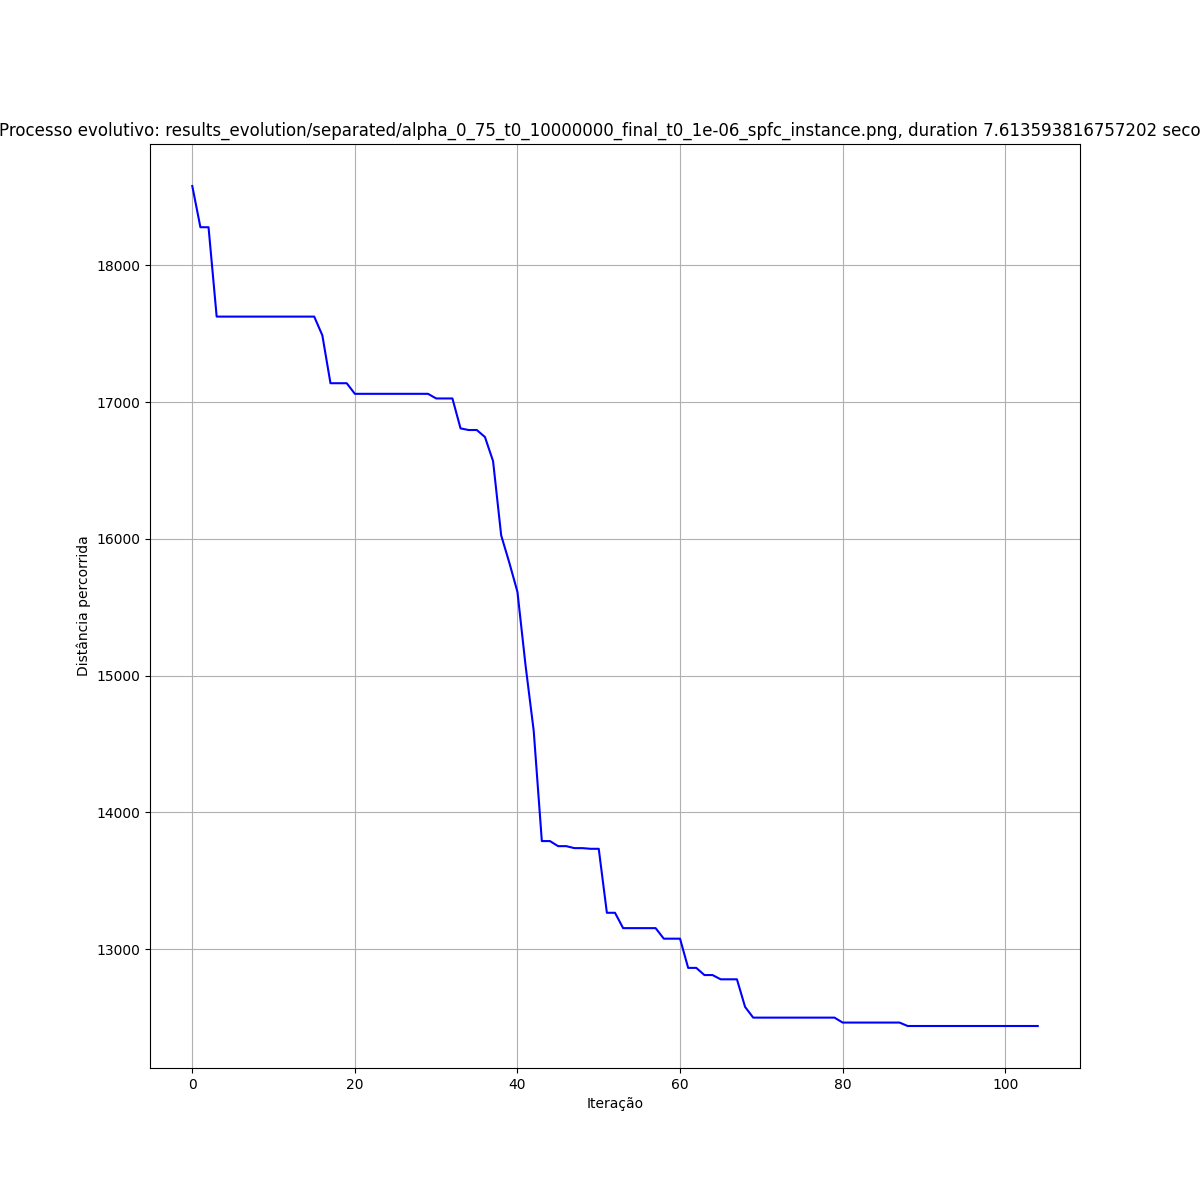 Processo evolutivo: results_evolution/separated/alpha_0_75_t0_10000000_final_t0_1e-06_spfc_instance.png, duration 7.613593816757202 seco
18000
17000
16000
15000
14000
13000
Distância percorrida
0 20 40 60 80 100
Iteração